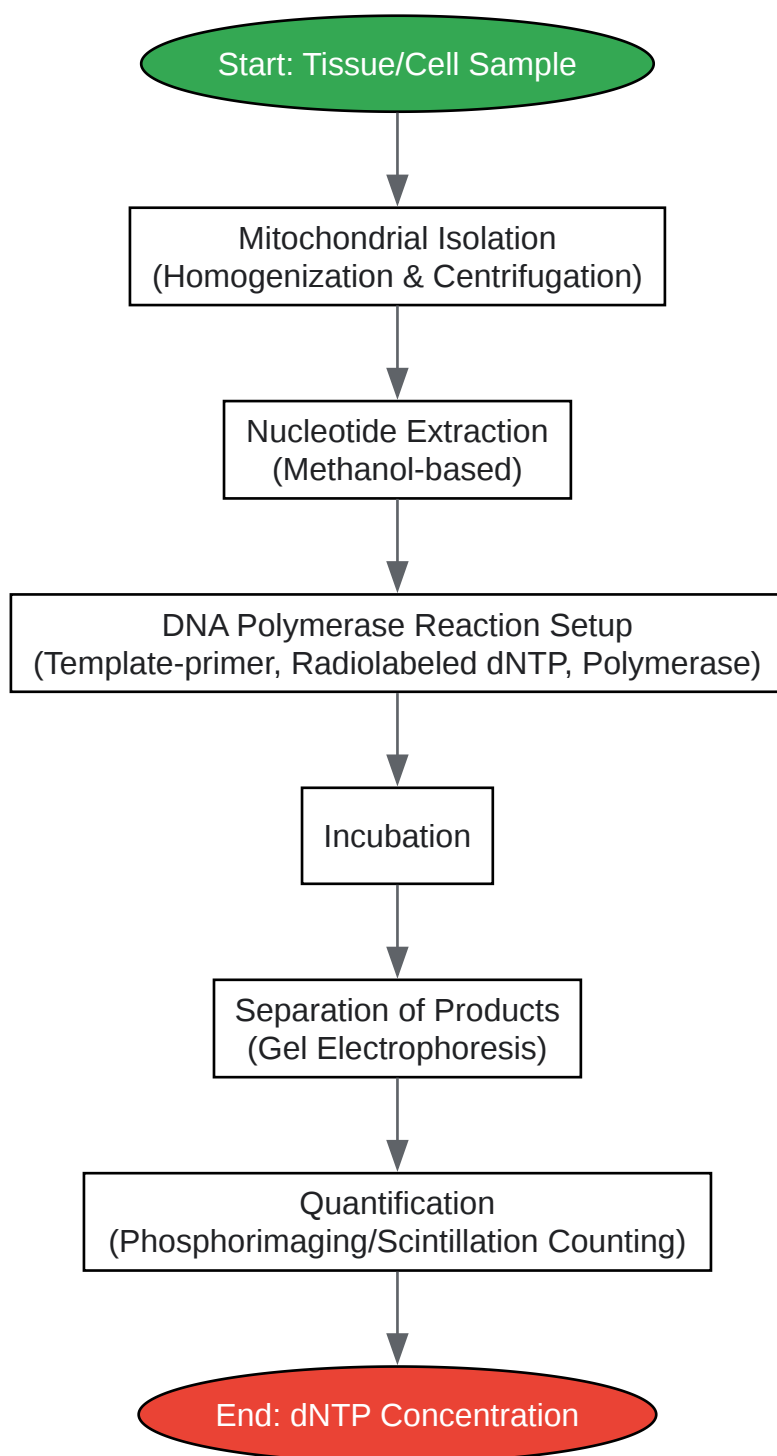 Start: Tissue/Cell Sample
Mitochondrial Isolation
(Homogenization & Centrifugation)
Nucleotide Extraction
(Methanol-based)
DNA Polymerase Reaction Setup
(Template-primer, Radiolabeled dNTP, Polymerase)
Incubation
Separation of Products
(Gel Electrophoresis)
Quantification
(Phosphorimaging/Scintillation Counting)
End: dNTP Concentration